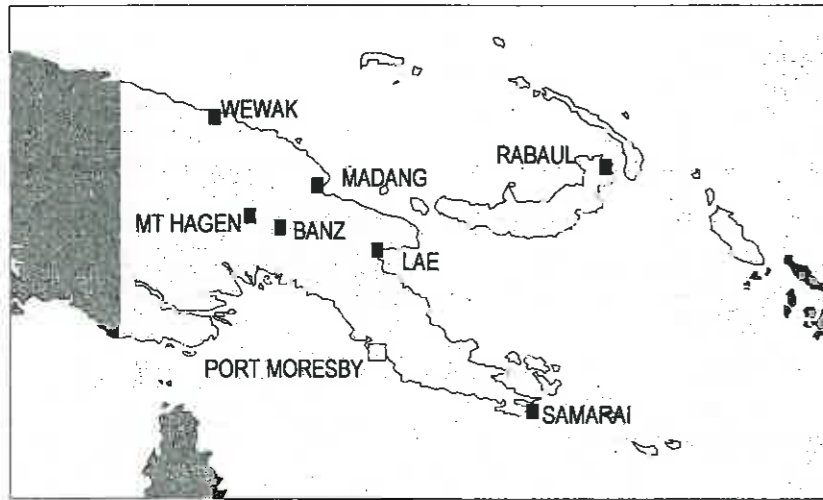 WEWAK
RABAUL
MADANG
MT HAGEN
BANZ
LAE
PORT MORESBY
SAMARAI